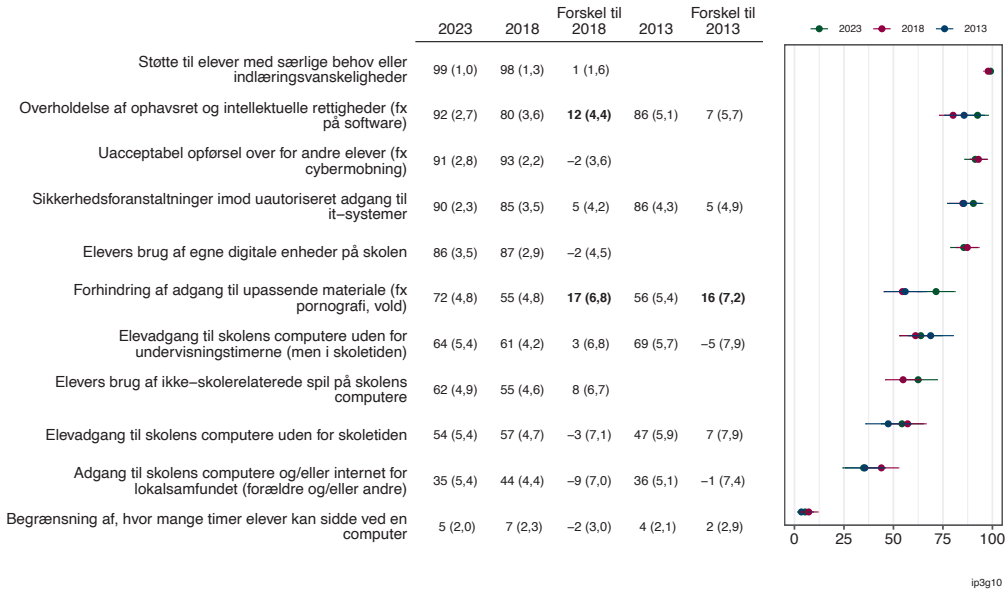 Forskel til Forskel til
2023 2018 2018 2013 2013
2023 2018 2013
Støtte til elever med særlige behov eller
indlæringsvanskeligheder
99 (1,0) 98 (1,3) 1 (1,6)
Overholdelse af ophavsret og intellektuelle rettigheder (fx
på software)
92 (2,7) 80 (3,6) 12 (4,4) 86 (5,1) 7 (5,7)
Uacceptabel opførsel over for andre elever (fx
cybermobning)
91 (2,8) 93 (2,2) −2 (3,6)
Sikkerhedsforanstaltninger imod uautoriseret adgang til
it−systemer
90 (2,3) 85 (3,5) 5 (4,2) 86 (4,3) 5 (4,9)
Elevers brug af egne digitale enheder på skolen
86 (3,5) 87 (2,9) −2 (4,5)
Forhindring af adgang til upassende materiale (fx
pornografi, vold)
72 (4,8) 55 (4,8) 17 (6,8) 56 (5,4) 16 (7,2)
Elevadgang til skolens computere uden for
undervisningstimerne (men i skoletiden)
64 (5,4) 61 (4,2) 3 (6,8) 69 (5,7) −5 (7,9)
Elevers brug af ikke−skolerelaterede spil på skolens
computere
62 (4,9) 55 (4,6) 8 (6,7)
Elevadgang til skolens computere uden for skoletiden
54 (5,4) 57 (4,7) −3 (7,1) 47 (5,9) 7 (7,9)
Adgang til skolens computere og/eller internet for
lokalsamfundet (forældre og/eller andre)
35 (5,4) 44 (4,4) −9 (7,0) 36 (5,1) −1 (7,4)
Begrænsning af, hvor mange timer elever kan sidde ved en
computer
5 (2,0) 7 (2,3) −2 (3,0) 4 (2,1) 2 (2,9)
0 25 50 75 100
ip3g10